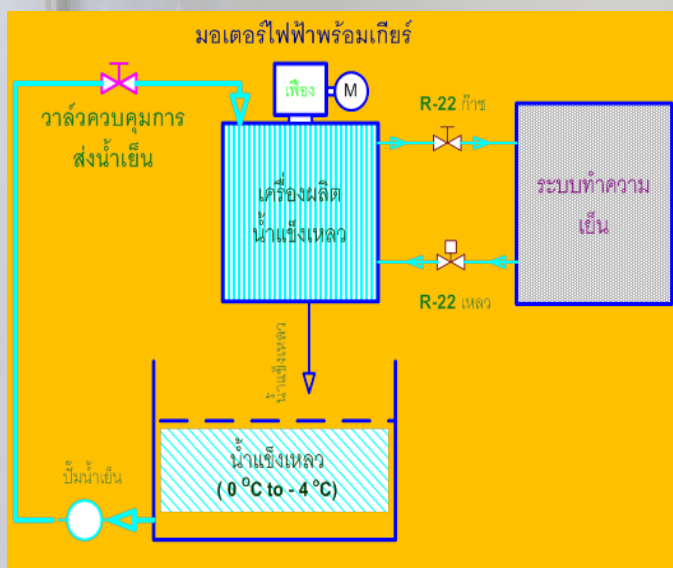 มอเตอร์ไฟฟ้าพร้อมเกียร์
เฟือง
M
R-22 ก๊าซ
วาล์วควบคุมการ
ส่งน้ำเย็น
เครื่องผลิต
น้ำแข็งเหลว
ระบบทำความ
เย็น
R-22 เหลว
น้ำแข็งเหลว
น้ำแข็งเหลว
( 0 °C to - 4 °C)
ปั๊มน้ำเย็น